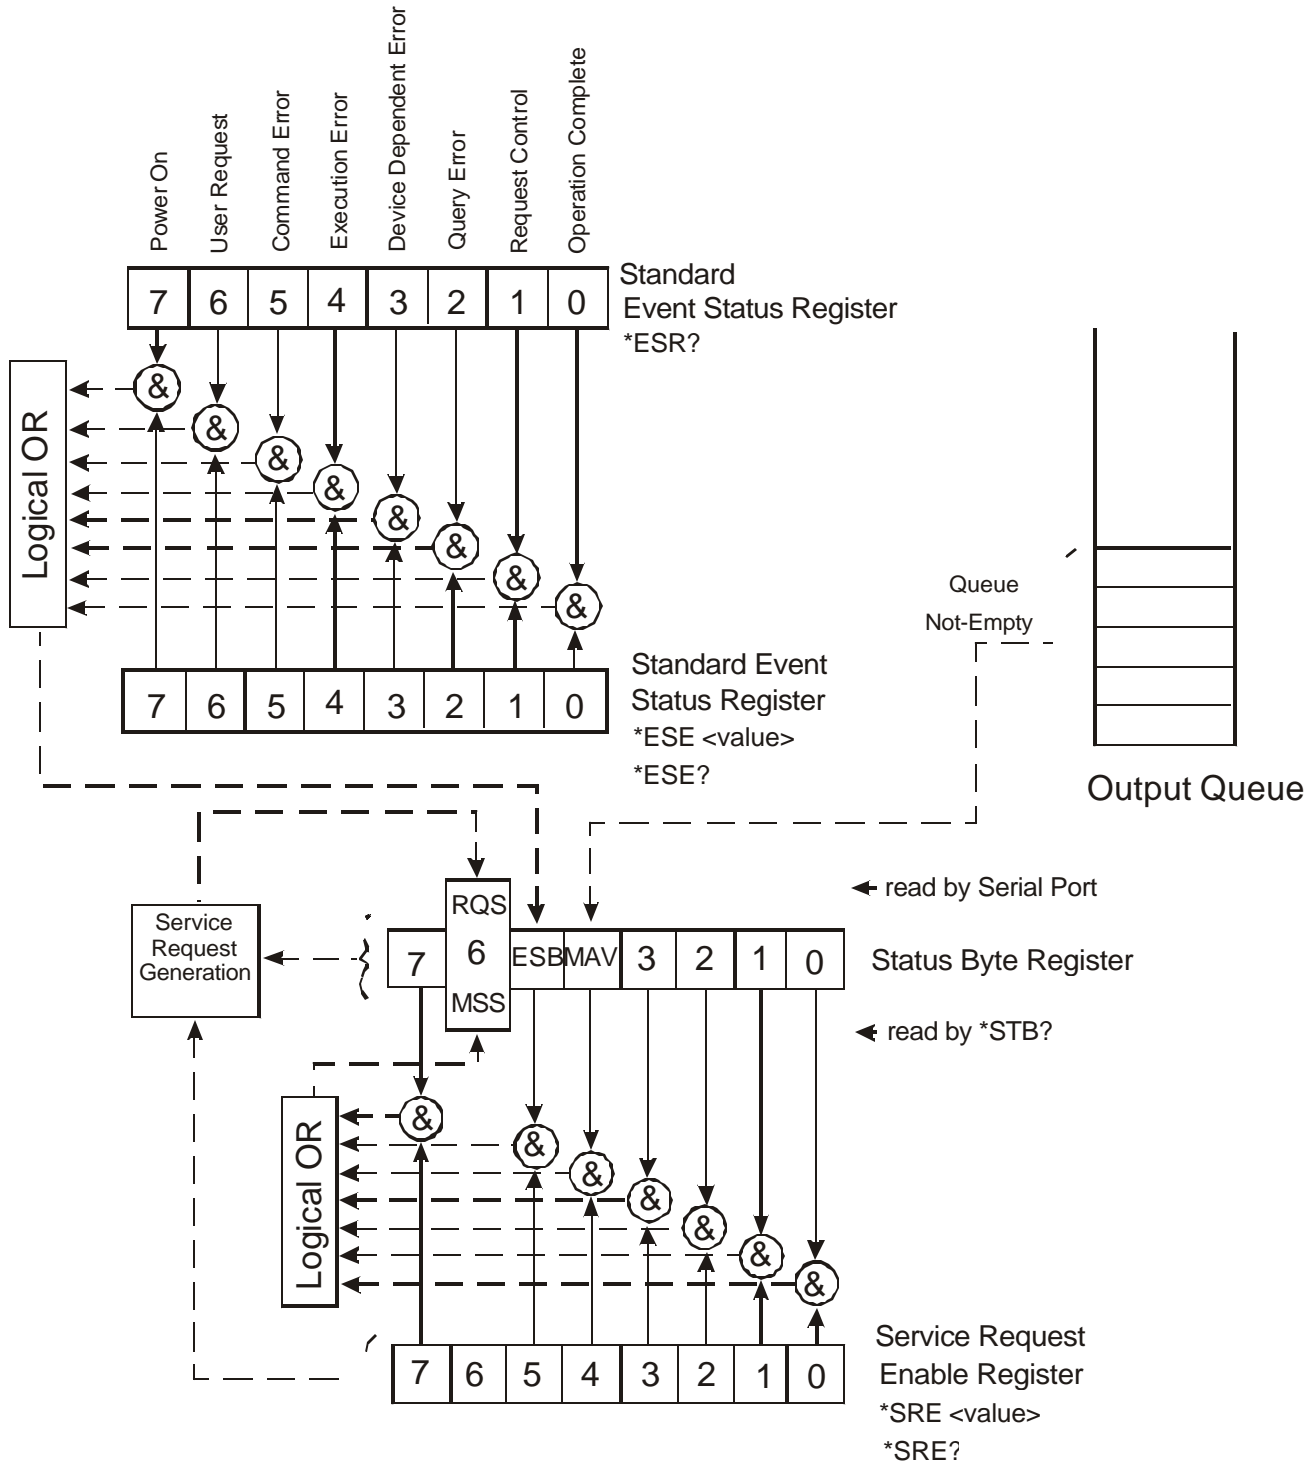 Power On
User Request
Command Error
Execution Error
Device Dependent Error
Query Error
Request Control
Operation Complete
7 6 5 4 3 2 1 0
Standard
Event Status Register
*ESR?
& & & & & & & &
Logical OR
7 6 5 4 3 2 1 0
Standard Event
Status Register
*ESE <value>
*ESE?
Queue
Not-Empty
Output Queue
read by Serial Port
Service
Request
Generation
RQS
7 6 ESB MAV 3 2 1 0
MSS
Status Byte Register
read by *STB?
& & & & & & &
Logical OR
7 6 5 4 3 2 1 0
Service Request
Enable Register
*SRE <value>
*SRE?